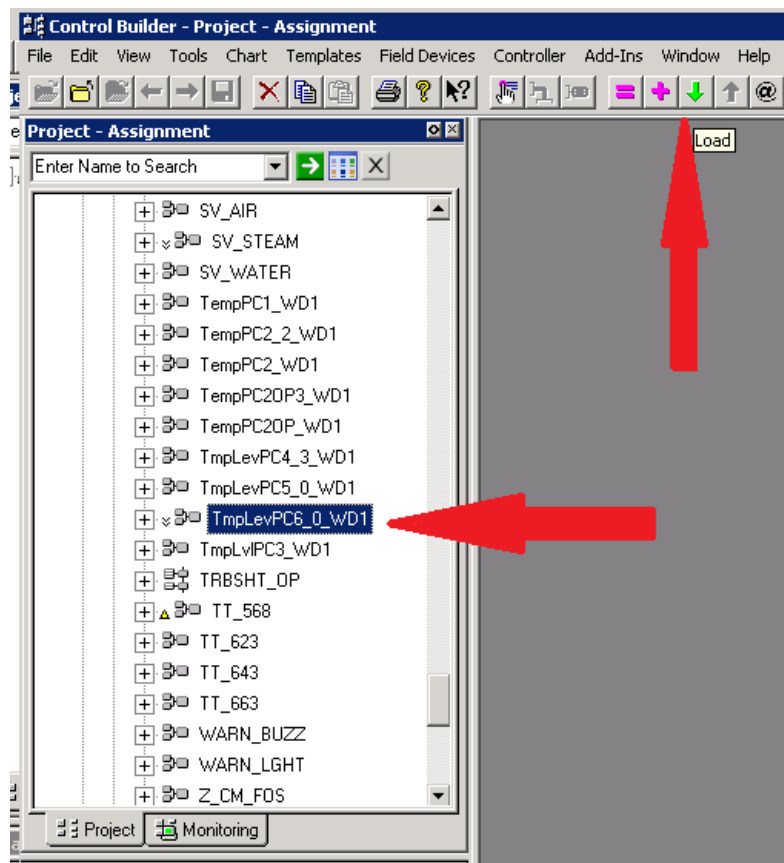 Control Builder - Project - Assignment
File Edit View Tools Chart Templates Field Devices Controller Add-Ins Window Help
Load
Project - Assignment
Enter Name to Search
SV_AIR
SV_STEAM
SV_WATER
TempPC1_WD1
TempPC2_2_WD1
TempPC2_WD1
TempPC2OP3_WD1
TempPC2OP_WD1
TmpLevPC4_3_WD1
TmpLevPC5_0_WD1
TmpLevPC6_0_WD1
TmpLvlPC3_WD1
TRBSHT_OP
TT_568
TT_623
TT_643
TT_663
WARN_BUZZ
WARN_LGHT
Z_CM_FOS
Project Monitoring